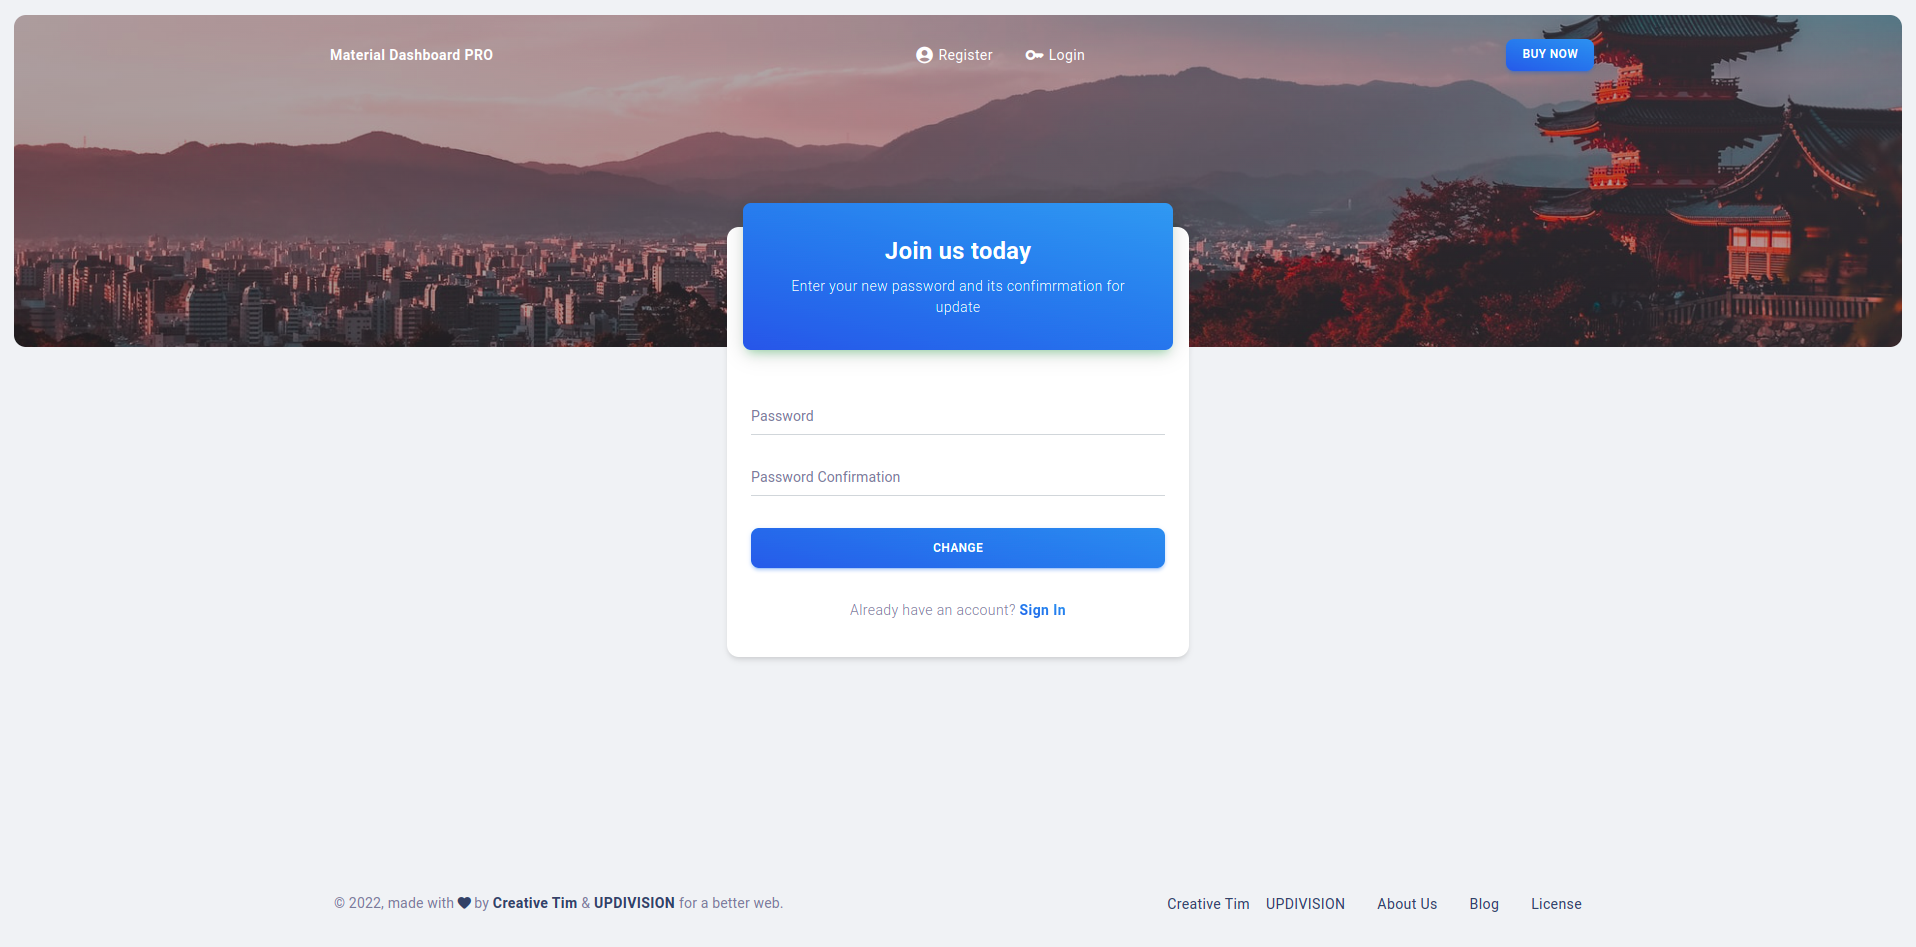 Material Dashboard PRO
Register
Login
BUY NOW
Join us today
Enter your new password and its confimrmation for
update
Password
Password Confirmation
CHANGE
Already have an account? Sign In
© 2022, made with by Creative Tim & UPDIVISION for a better web.
Creative Tim
UPDIVISION
About Us
Blog
License